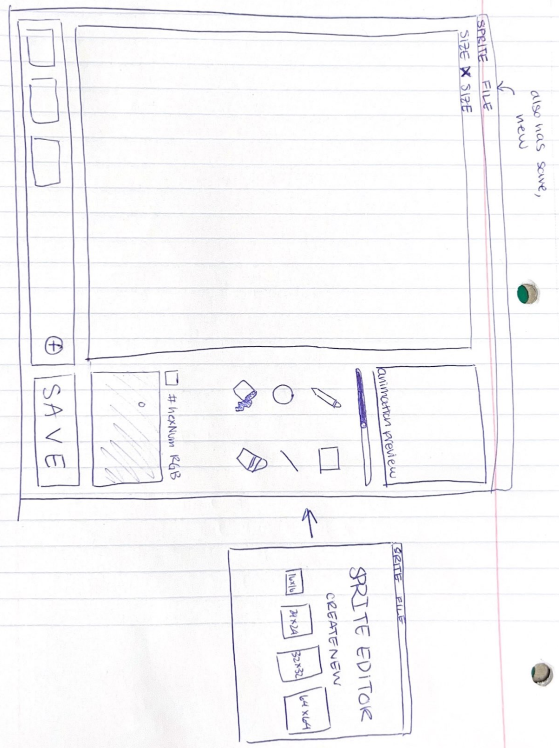 also has save,
new
SPRITE FILE
SIZE X SIZE
animation preview
# hexNum RGB
SAVE
SPRITE FILE
SPRITE EDITOR
CREATE NEW
16x16
24x24
32x32
64x64